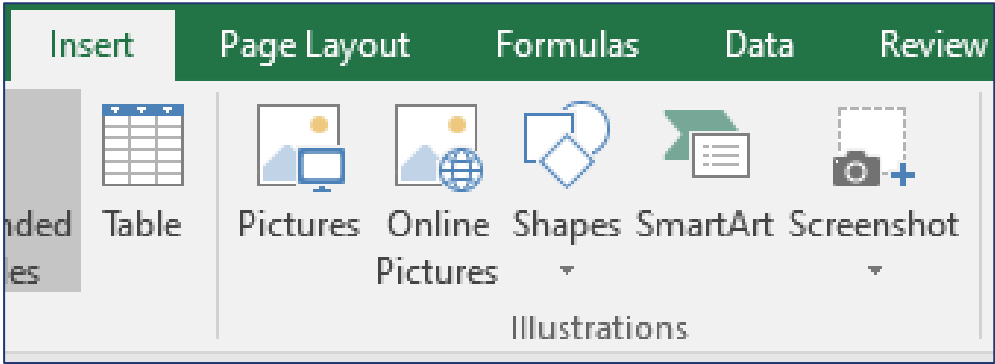 Insert Page Layout Formulas Data Review
Table Pictures Online Pictures Shapes SmartArt Screenshot
Illustrations